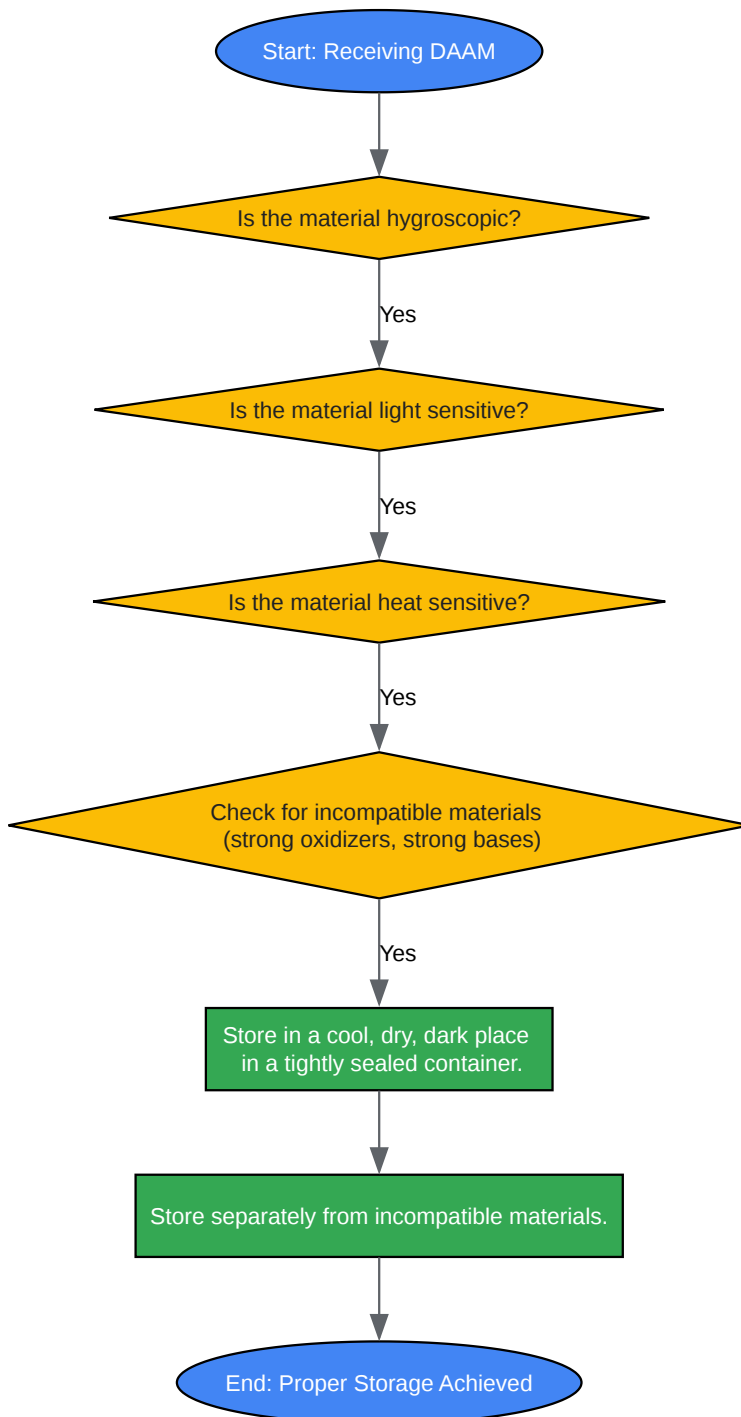 Start: Receiving DAAM
Is the material hygroscopic?
Yes
Is the material light sensitive?
Yes
Is the material heat sensitive?
Yes
Check for incompatible materials
(strong oxidizers, strong bases)
Yes
Store in a cool, dry, dark place
in a tightly sealed container.
Store separately from incompatible materials.
End: Proper Storage Achieved